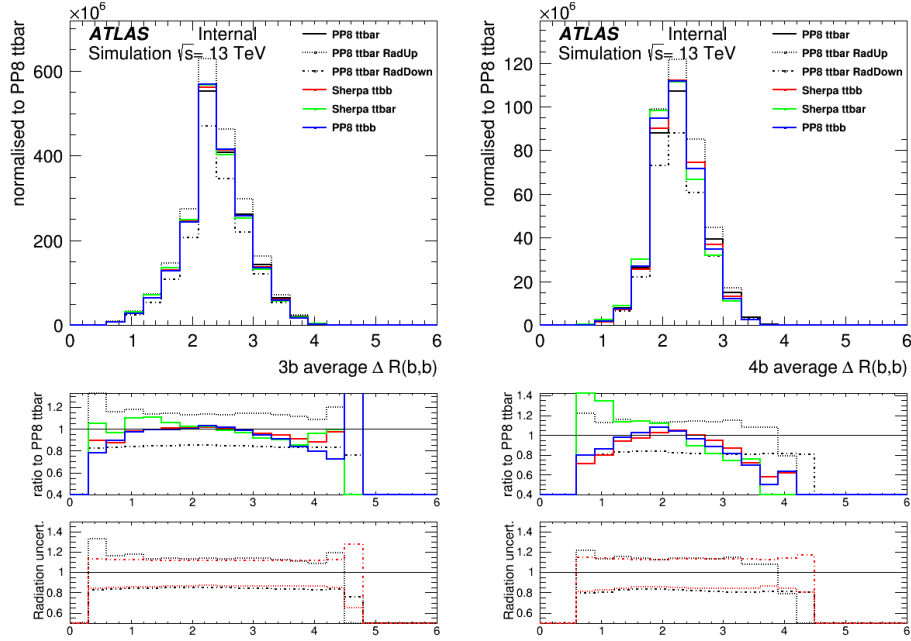 ×10⁶
ATLAS Internal
Simulation √s= 13 TeV
PP8 ttbar
PP8 ttbar RadUp
PP8 ttbar RadDown
Sherpa ttbb
Sherpa ttbar
PP8 ttbb
normalised to PP8 ttbar
600
400
200
0
0 1 2 3 4 5 6
3b average Δ R(b,b)
ratio to PP8 ttbar
1.2
1
0.8
0.6
0.4
0 1 2 3 4 5 6
Radiation uncert.
1.4
1.2
1
0.8
0.6
0 1 2 3 4 5 6
×10⁶
ATLAS Internal
Simulation √s= 13 TeV
PP8 ttbar
PP8 ttbar RadUp
PP8 ttbar RadDown
Sherpa ttbb
Sherpa ttbar
PP8 ttbb
normalised to PP8 ttbar
120
100
80
60
40
20
0
0 1 2 3 4 5 6
4b average Δ R(b,b)
ratio to PP8 ttbar
1.4
1.2
1
0.8
0.6
0.4
0 1 2 3 4 5 6
Radiation uncert.
1.4
1.2
1
0.8
0.6
0 1 2 3 4 5 6